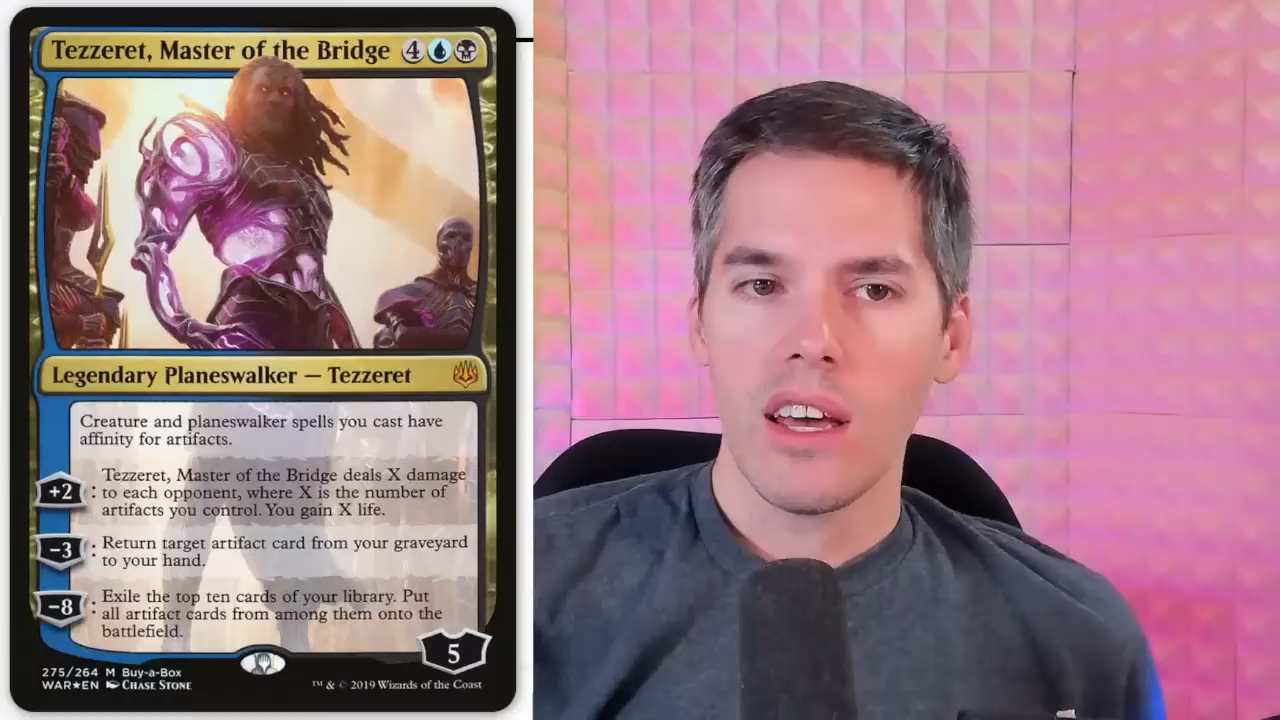 Tezzeret, Master of the Bridge 4
Legendary Planeswalker — Tezzeret
Creature and planeswalker spells you cast have
affinity for artifacts.
Tezzeret, Master of the Bridge deals X damage
+2 : to each opponent, where X is the number of
artifacts you control. You gain X life.
−3 : Return target artifact card from your graveyard
to your hand.
Exile the top ten cards of your library. Put
−8 : all artifact cards from among them onto the
battlefield.
5
275/264 M Buy-a-Box
WAR★EN Chase Stone
™ & © 2019 Wizards of the Coast